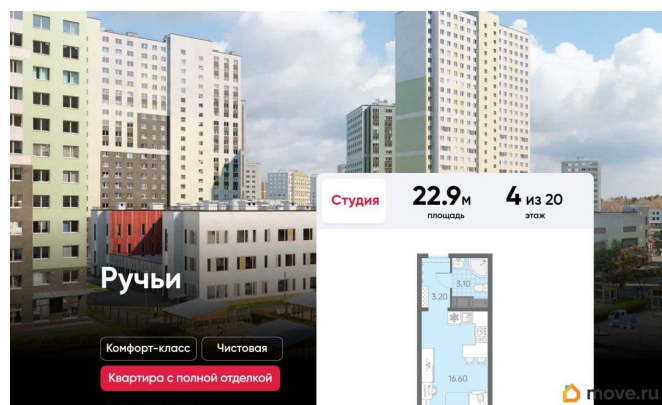 Студия
22.9 м
площадь
4 из 20
этаж
Ручьи
3.10
3.20
16.60
Комфорт-класс
Чистовая
Квартира с полной отделкой
move.ru